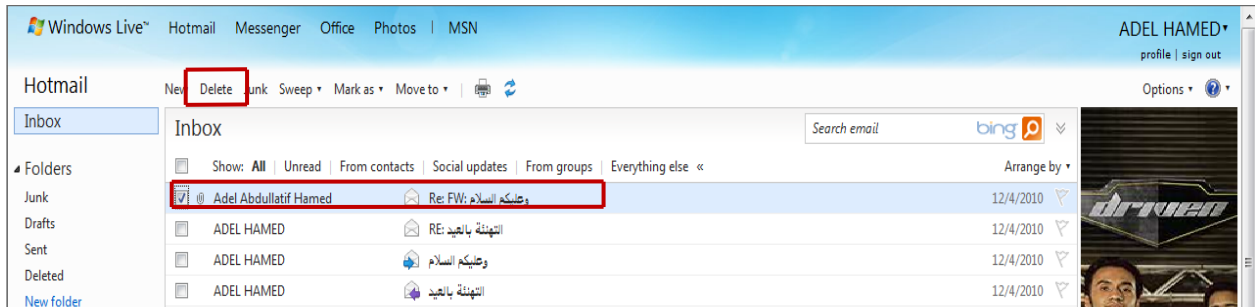 Windows Live™ Hotmail Messenger Office Photos | MSN ADEL HAMED
profile | sign out
Hotmail New Delete Junk Sweep Mark as Move to | Options
Inbox
Inbox Search email bing
Show: All | Unread | From contacts | Social updates | From groups | Everything else «
Arrange by
Folders
Junk
Drafts
Sent
Deleted
New folder
Adel Abdullatif Hamed Re: FW: وعليكم السلام 12/4/2010
ADEL HAMED RE: التهنئة بالعيد 12/4/2010
ADEL HAMED وعليكم السلام 12/4/2010
ADEL HAMED التهنئة بالعيد 12/4/2010
driven